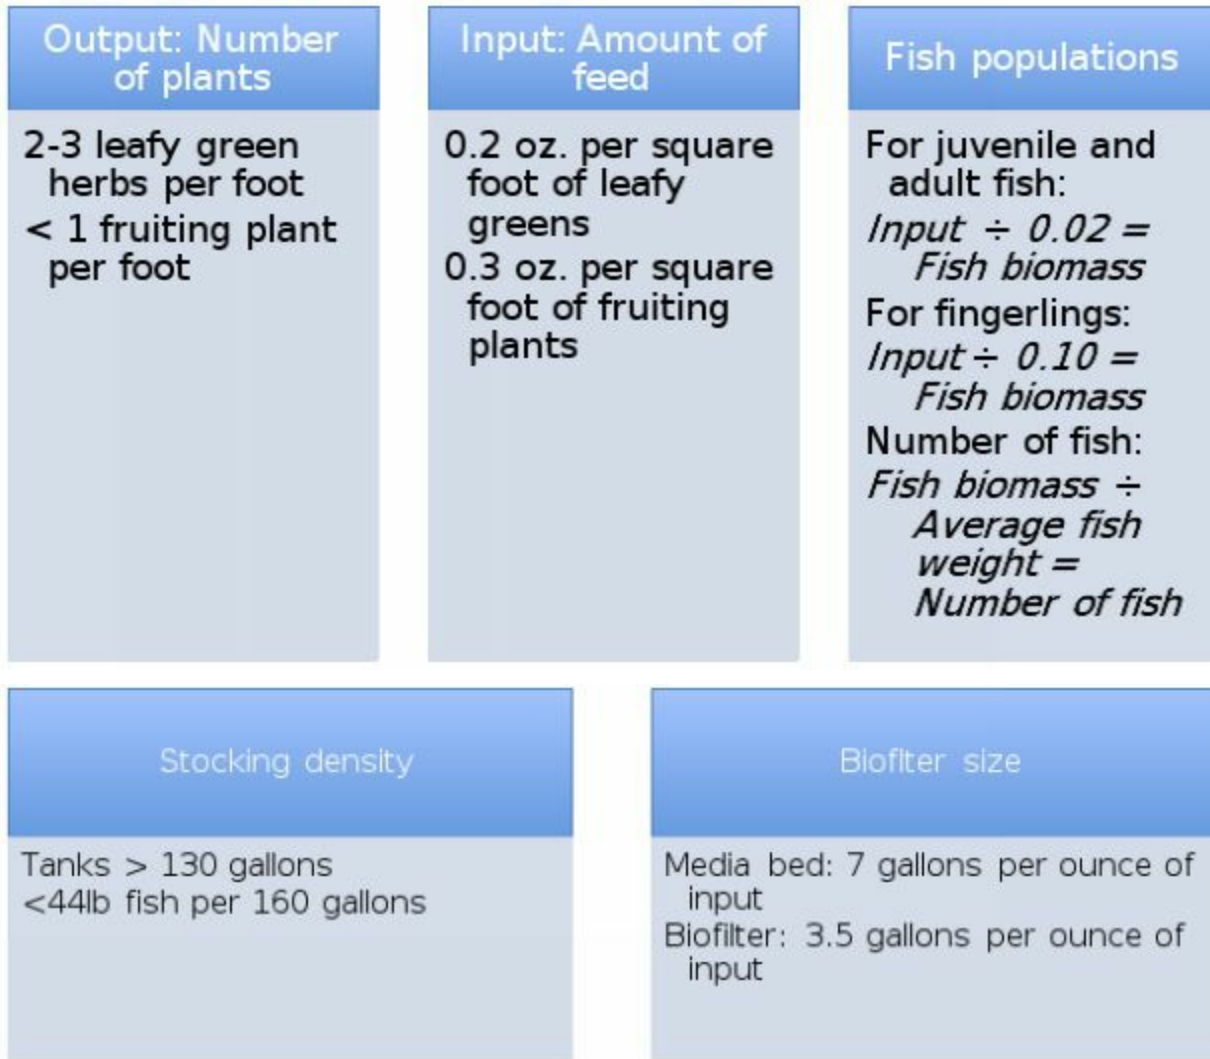 Output: Number
of plants
2-3 leafy green
herbs per foot
< 1 fruiting plant
per foot
Input: Amount of
feed
0.2 oz. per square
foot of leafy
greens
0.3 oz. per square
foot of fruiting
plants
Fish populations
For juvenile and
adult fish:
Input ÷ 0.02 =
Fish biomass
For fingerlings:
Input ÷ 0.10 =
Fish biomass
Number of fish:
Fish biomass ÷
Average fish
weight =
Number of fish
Stocking density
Tanks > 130 gallons
<44lb fish per 160 gallons
Bioflter size
Media bed: 7 gallons per ounce of
input
Biofilter: 3.5 gallons per ounce of
input